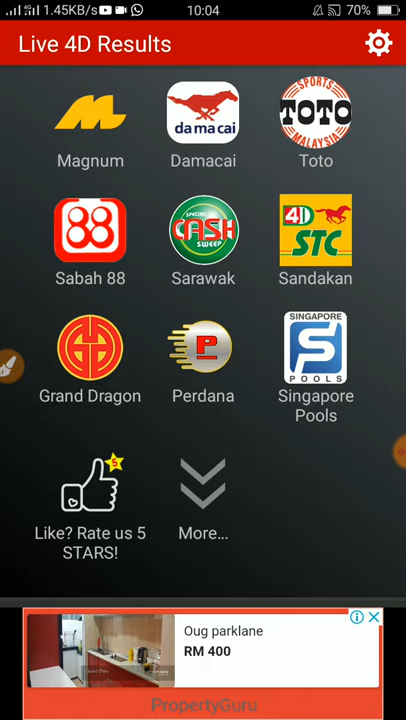 1.45KB/s
10:04
70%
Live 4D Results
da ma cai
SPORTS
TOTO
MALAYSIA
Magnum
Damacai
Toto
88
SPECIAL
CASH
SWEEP
4D
STC
Sabah 88
Sarawak
Sandakan
P
SINGAPORE
S
POOLS
Grand Dragon
Perdana
Singapore
Pools
5
Like? Rate us 5
STARS!
More...
Oug parklane
RM 400
PropertyGuru